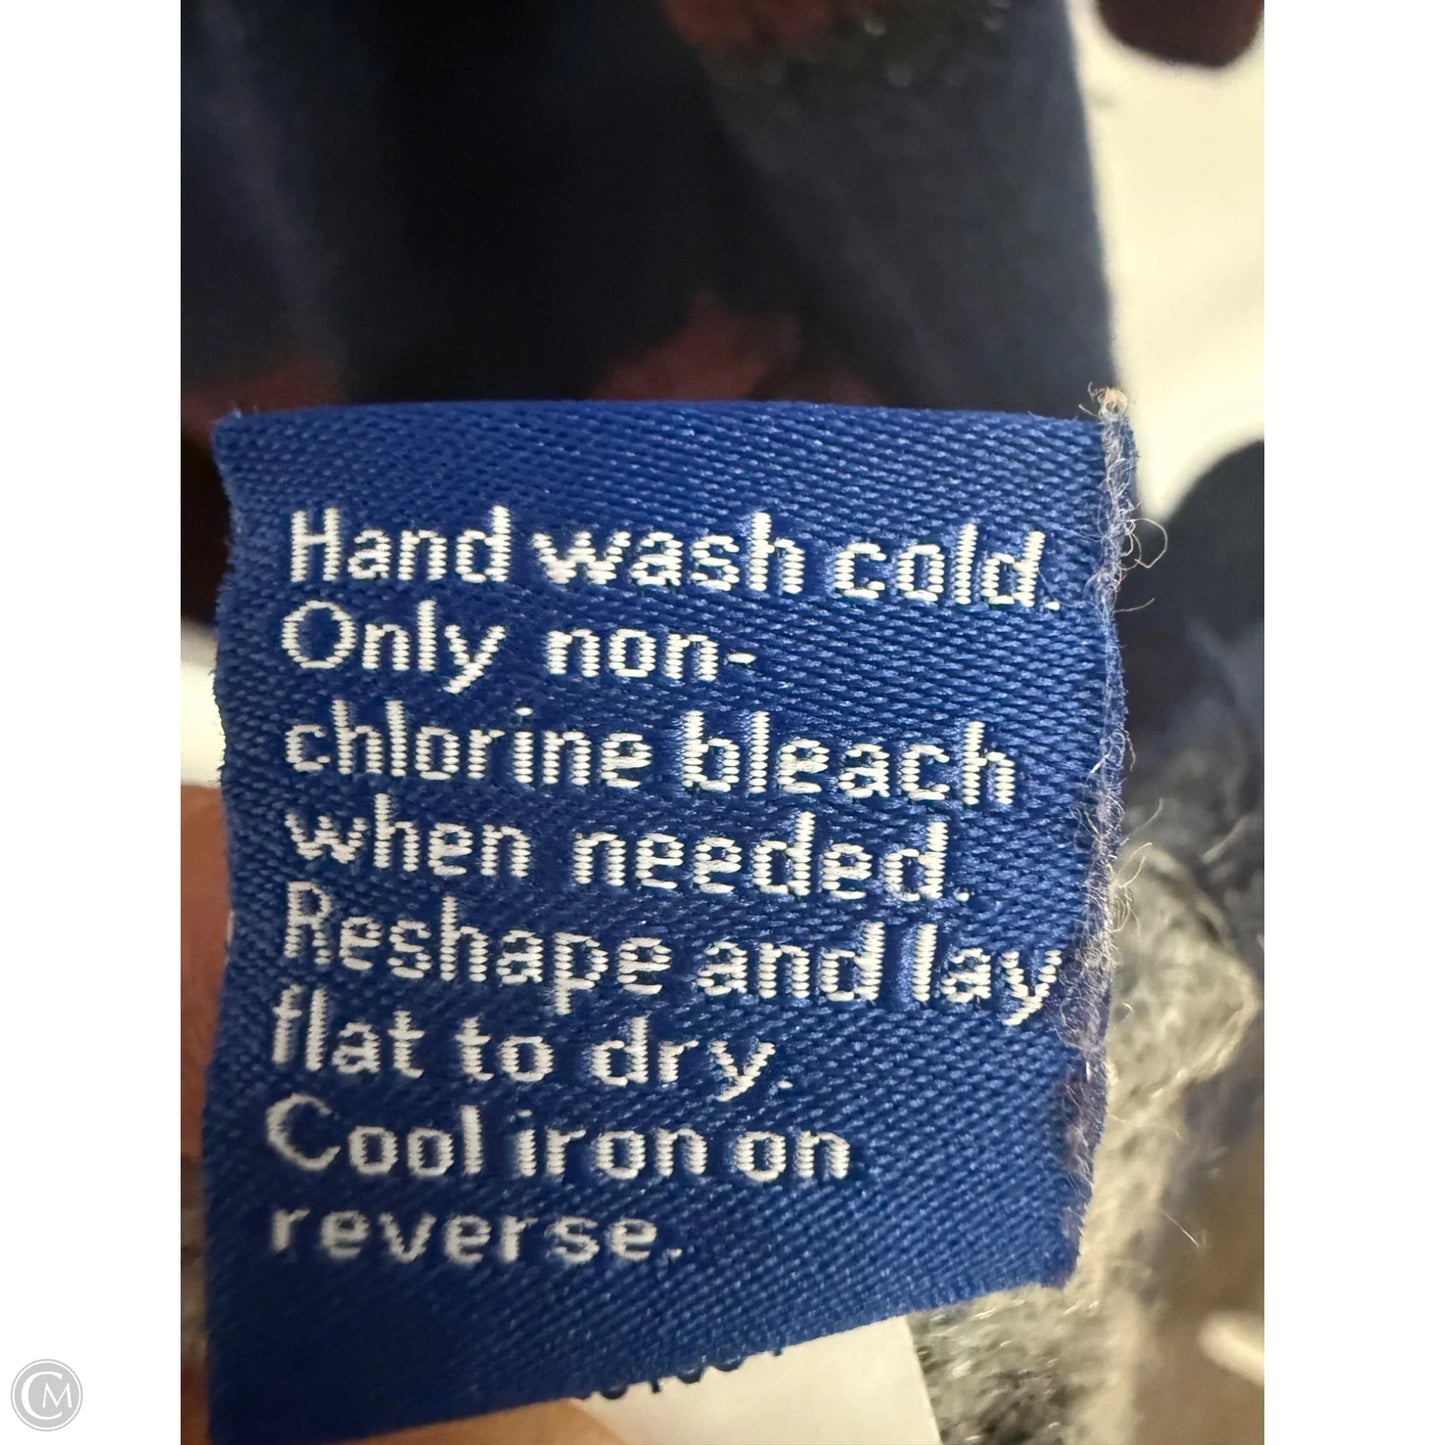 Hand wash cold.
Only non-
chlorine bleach
when needed.
Reshape and lay
flat to dry.
Cool iron on
reverse.
CM